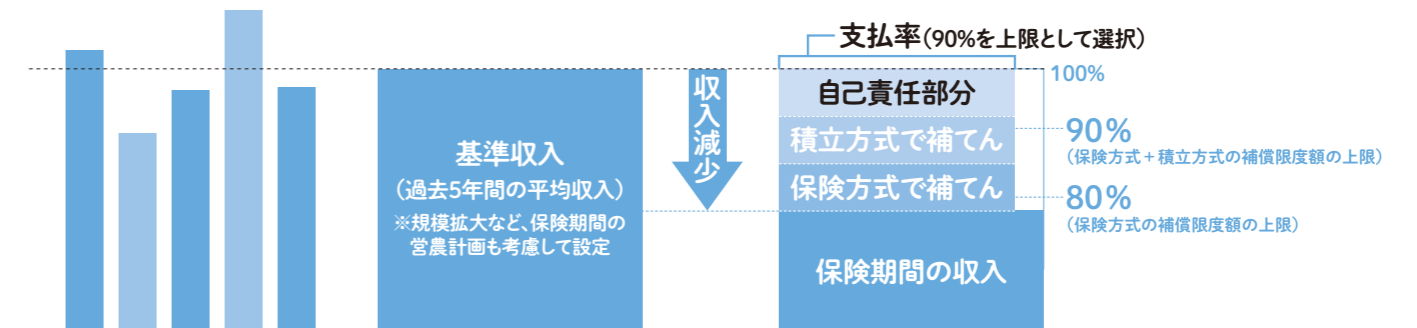 支払率(90%を上限として選択)
100%
基準収入
(過去5年間の平均収入)
※規模拡大など、保険期間の
営農計画も考慮して設定
収入減少
自己責任部分
積立方式で補てん
保険方式で補てん
保険期間の収入
90%
(保険方式+積立方式の補償限度額の上限)
80%
(保険方式の補償限度額の上限)